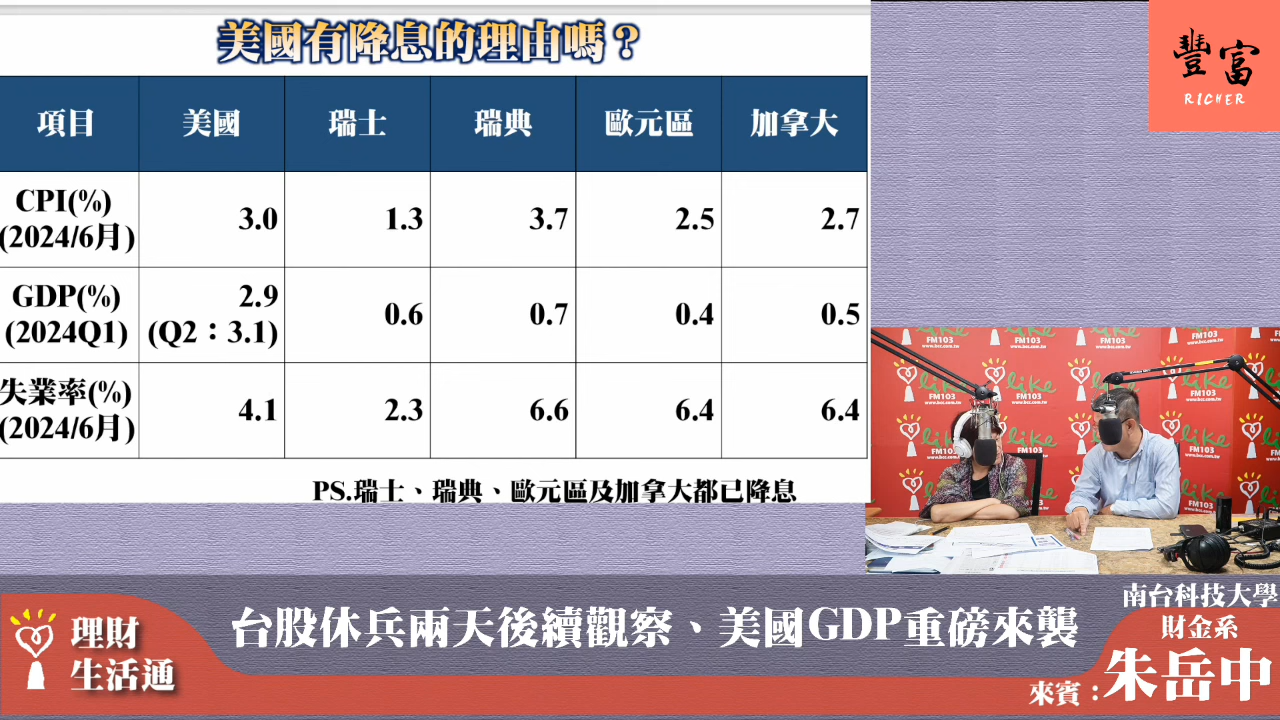 美國有降息的理由嗎？
項目 美國 瑞士 瑞典 歐元區 加拿大
CPI(%)
(2024/6月) 3.0 1.3 3.7 2.5 2.7
GDP(%)
(2024Q1) 2.9
(Q2：3.1) 0.6 0.7 0.4 0.5
失業率(%)
(2024/6月) 4.1 2.3 6.6 6.4 6.4
PS.瑞士、瑞典、歐元區及加拿大都已降息
豐富
RICHER
like
FM103
www.bcc.com.tw
理財
生活通
台股休兵兩天後續觀察、美國GDP重磅來襲
南台科技大學
財金系
來賓：朱岳中